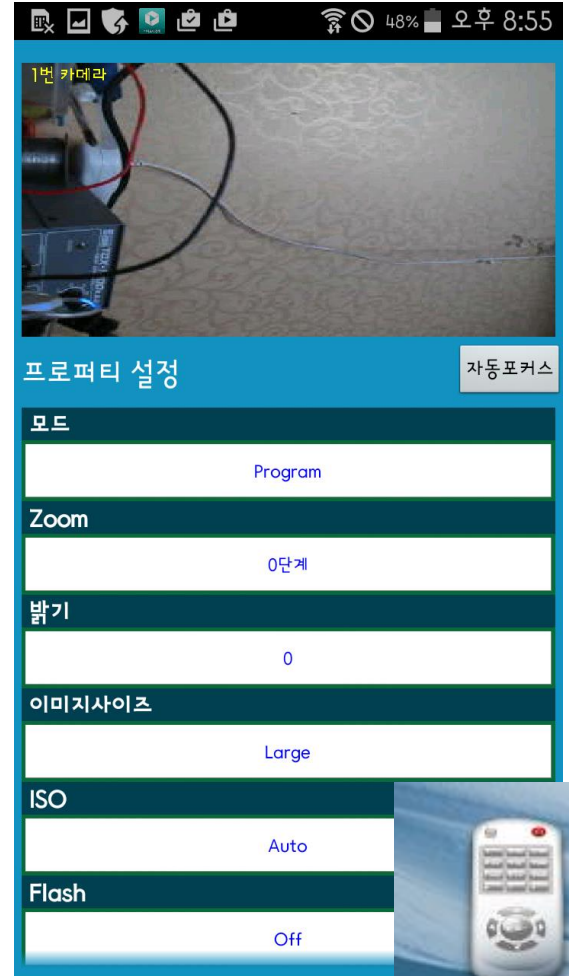 48% 오후 8:55
1번 카메라
프로퍼티 설정
자동포커스
모드
Program
Zoom
0단계
밝기
0
이미지사이즈
Large
ISO
Auto
Flash
Off